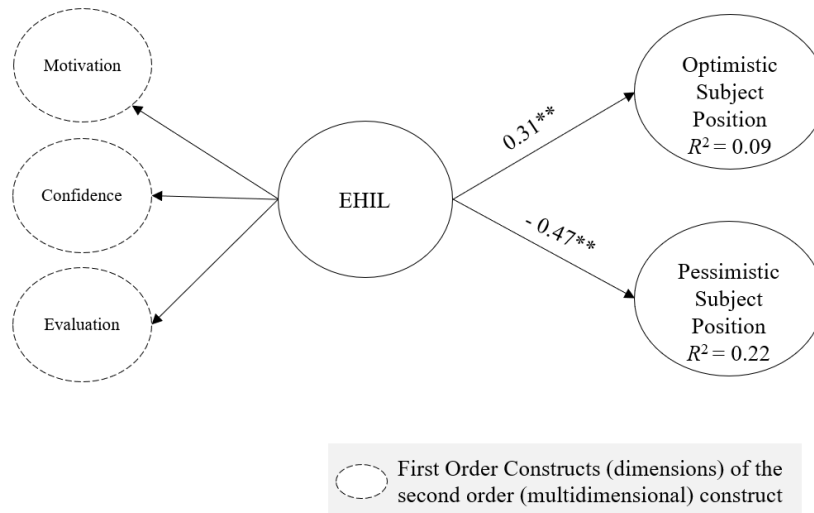 Motivation
Confidence
Evaluation
EHIL
0.31**
- 0.47**
Optimistic
Subject
Position
R² = 0.09
Pessimistic
Subject
Position
R² = 0.22
First Order Constructs (dimensions) of the
second order (multidimensional) construct